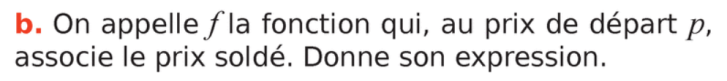 b. On appelle f la fonction qui, au prix de départ p,
associe le prix soldé. Donne son expression.